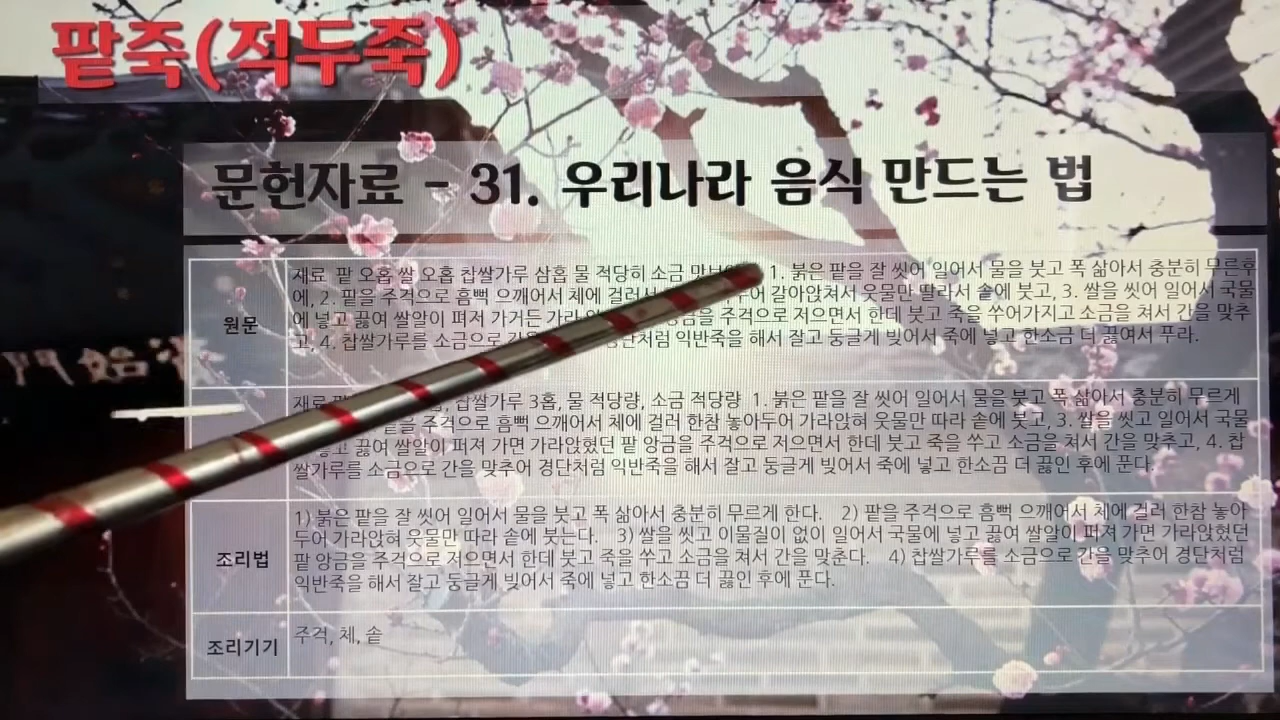 팥죽(적두죽)
문헌자료 - 31. 우리나라 음식 만드는 법
원문
재료 팥 오홉 쌀 오홉 찹쌀가루 삼홉 물 적당히 소금 1. 붉은 팥을 잘 씻어 일어서 물을 붓고 폭 삶아서 충분히 무른후
에, 2. 팥을 주걱으로 흠뻑 으깨어서 체에 갈아앉쳐서 웃물만 딸라서 솥에 붓고, 3. 쌀을 씻어 일어서 국물
에 넣고 끓여 쌀알이 펴저 가거든 주걱으로 저으면서 한데 붓고 죽을 쑤어가지고 소금을 쳐서 간을 맞추
고, 4. 찹쌀가루를 소금으로 익반죽을 해서 잘고 둥글게 빚어서 죽에 넣고 한소금 더 끓여서 푸라.
재료 찹쌀가루 3홉, 물 적당량, 소금 적당량 1. 붉은 팥을 잘 씻어 일어서 물을 붓고 폭 삶아서 충분히 무르게
주걱으로 흠뻑 으깨어서 체에 걸러 한참 놓아두어 가라앉혀 웃물만 따라 솥에 붓고, 3. 쌀을 씻고 일어서 국물
끓여 쌀알이 퍼져 가면 가라앉혔던 팥 앙금을 주걱으로 저으면서 한데 붓고 죽을 쑤고 소금을 쳐서 간을 맞추고, 4. 찹
쌀가루를 소금으로 간을 맞추어 경단처럼 익반죽을 해서 잘고 둥글게 빚어서 죽에 넣고 한소끔 더 끓인 후에 푼다.
조리법
1) 붉은 팥을 잘 씻어 일어서 물을 붓고 폭 삶아서 충분히 무르게 한다. 2) 팥을 주걱으로 흠뻑 으깨어서 체에 걸러 한참 놓아
두어 가라앉혀 웃물만 따라 솥에 붓는다. 3) 쌀을 씻고 이물질이 없이 일어서 국물에 넣고 끓여 쌀알이 퍼져 가면 가라앉혔던
팥 앙금을 주걱으로 저으면서 한데 붓고 죽을 쑤고 소금을 쳐서 간을 맞춘다. 4) 찹쌀가루를 소금으로 간을 맞추어 경단처럼
익반죽을 해서 잘고 둥글게 빚어서 죽에 넣고 한소끔 더 끓인 후에 푼다.
조리기기
주걱, 체, 솥